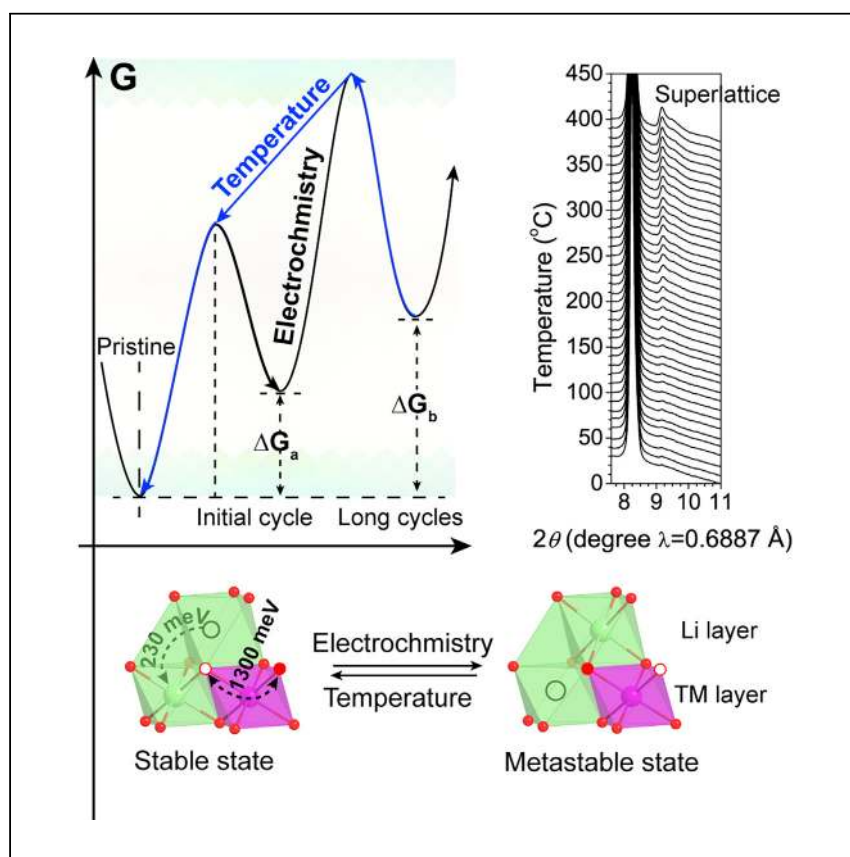 G
Temperature
Electrochmistry
Pristine
ΔGa
ΔGb
Initial cycle
Long cycles
Superlattice
Temperature (°C)
450
400
350
300
250
200
150
100
50
0
8 9 10 11
2θ (degree λ=0.6887 Å)
230 meV
1300 meV
Electrochmistry
Temperature
Li layer
TM layer
Stable state
Metastable state